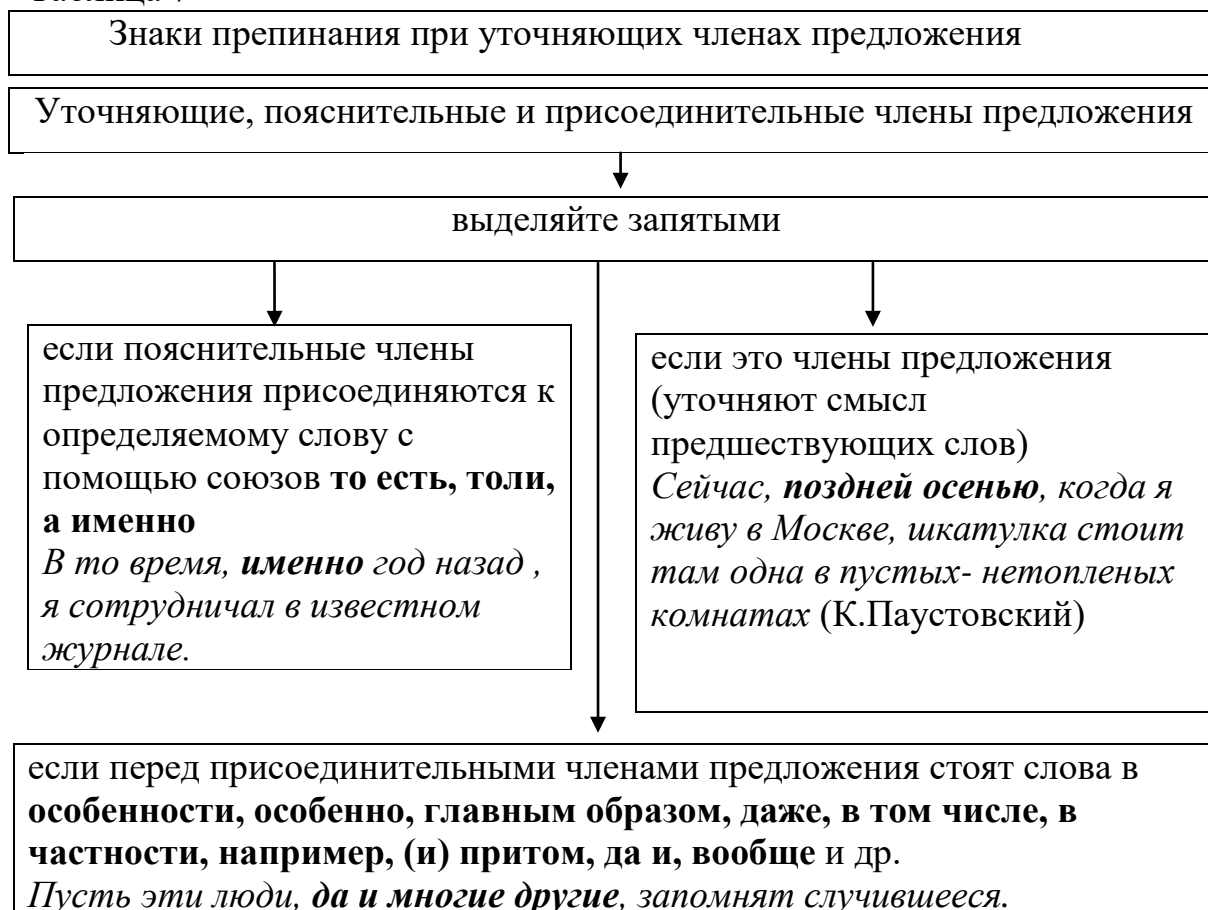 Знаки препинания при уточняющих членах предложения
Уточняющие, пояснительные и присоединительные члены предложения
выделяйте запятыми
если пояснительные члены
предложения присоединяются к
определяемому слову с
помощью союзов то есть, толи,
а именно
В то время, именно год назад ,
я сотрудничал в известном
журнале.
если это члены предложения
(уточняют смысл
предшествующих слов)
Сейчас, поздней осенью, когда я
живу в Москве, шкатулка стоит
там одна в пустых- нетопленых
комнатах (К.Паустовский)
если перед присоединительными членами предложения стоят слова в
особенности, особенно, главным образом, даже, в том числе, в
частности, например, (и) притом, да и, вообще и др.
Пусть эти люди, да и многие другие, запомнят случившееся.